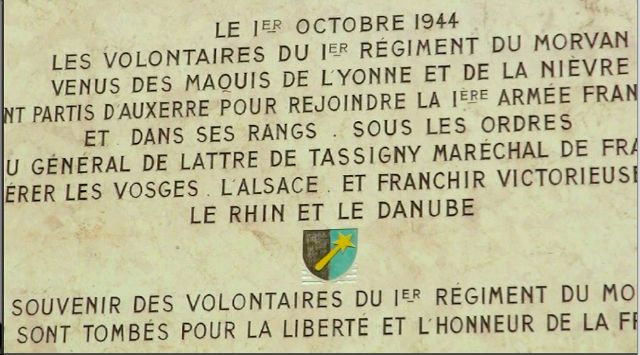 LE 1ER OCTOBRE 1944
LES VOLONTAIRES DU 1ER RÉGIMENT DU MORVAN
VENUS DES MAQUIS DE L'YONNE ET DE LA NIÈVRE
NT PARTIS D'AUXERRE POUR REJOINDRE LA 1ÈRE ARMÉE FRAN
ET . DANS SES RANGS . SOUS LES ORDRES
U GÉNÉRAL DE LATTRE DE TASSIGNY MARÉCHAL DE FRA
ÉRER LES VOSGES . L'ALSACE . ET FRANCHIR VICTORIEUSE
LE RHIN ET LE DANUBE
SOUVENIR DES VOLONTAIRES DU 1ER RÉGIMENT DU MO
SONT TOMBÉS POUR LA LIBERTÉ ET L'HONNEUR DE LA FR